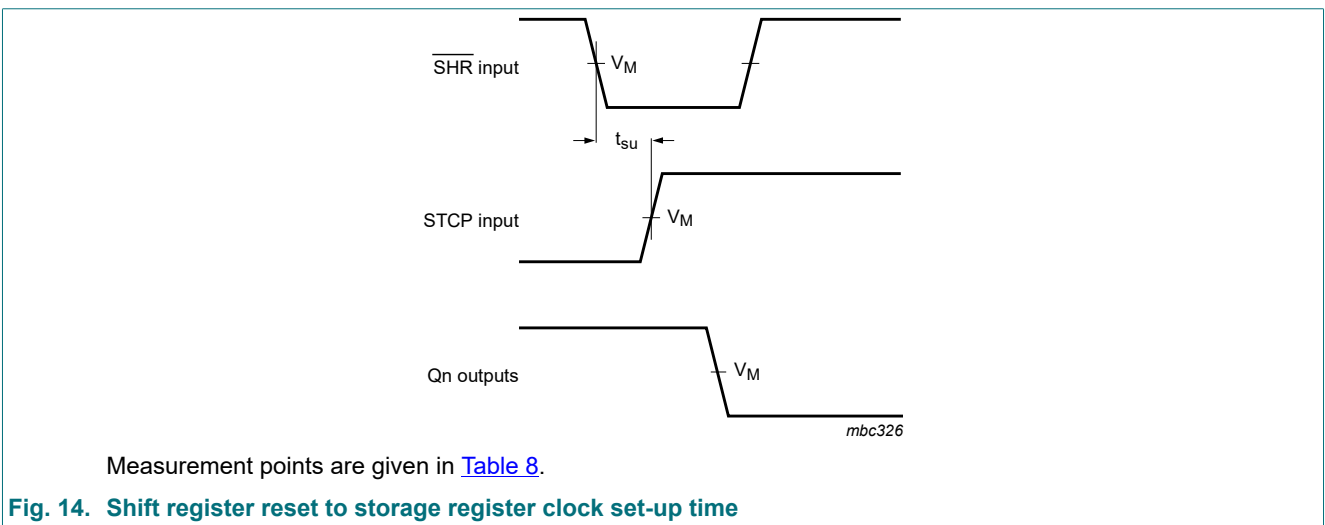 SHR input
VM
tsu
STCP input
VM
Qn outputs
VM
mbc326
Measurement points are given in Table 8.
Fig. 14. Shift register reset to storage register clock set-up time